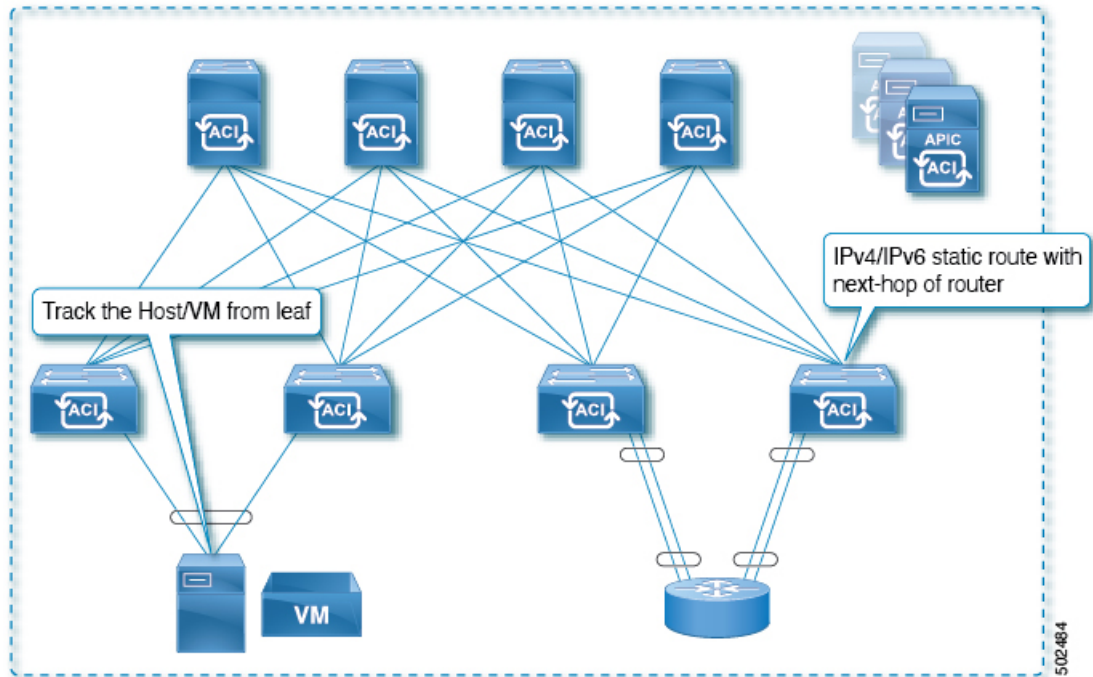 ACI
ACI
ACI
ACI
APIC
ACI
IPv4/IPv6 static route with
next-hop of router
Track the Host/VM from leaf
ACI
ACI
ACI
ACI
VM
502484